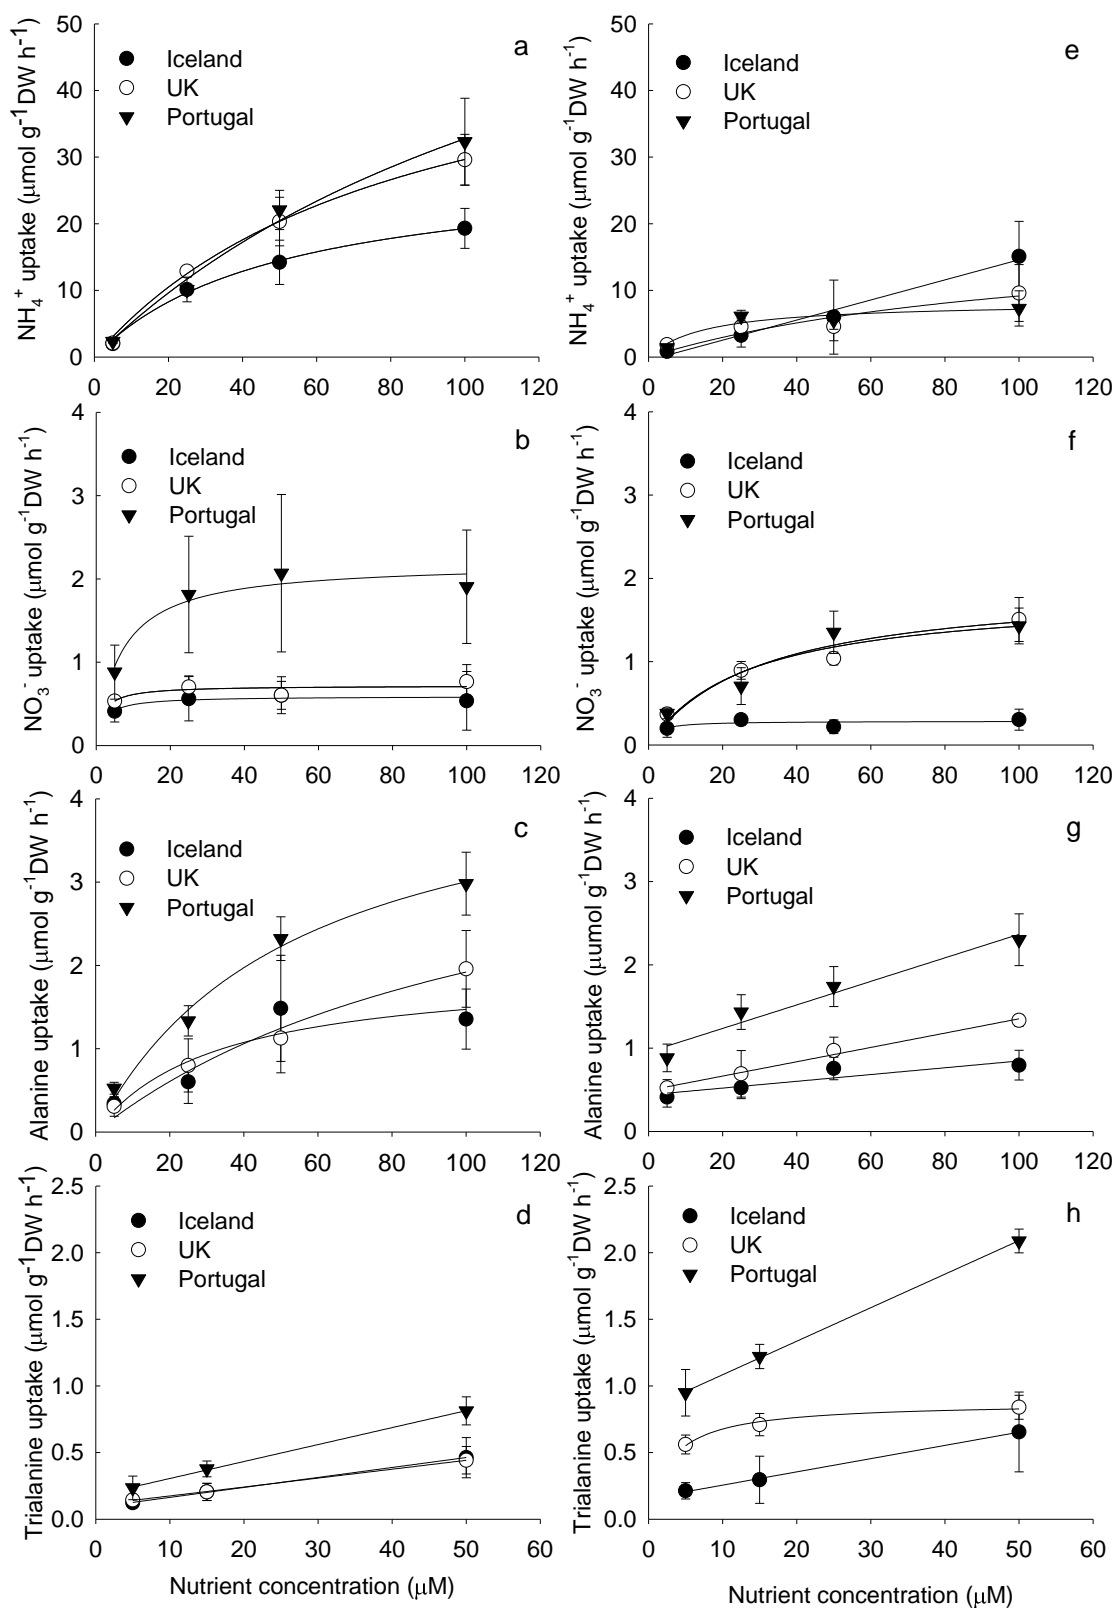 50
40
30
20
10
0
NH4+ uptake (μmol g-1DW h-1)
Iceland
UK
Portugal
a
0 20 40 60 80 100 120
50
40
30
20
10
0
NH4+ uptake (μmol g-1DW h-1)
Iceland
UK
Portugal
e
0 20 40 60 80 100 120
4
3
2
1
0
NO3- uptake (μmol g-1DW h-1)
Iceland
UK
Portugal
b
0 20 40 60 80 100 120
4
3
2
1
0
NO3- uptake (μmol g-1DW h-1)
Iceland
UK
Portugal
f
0 20 40 60 80 100 120
4
3
2
1
0
Alanine uptake (μmol g-1DW h-1)
Iceland
UK
Portugal
c
0 20 40 60 80 100 120
4
3
2
1
0
Alanine uptake (μumol g-1DW h-1)
Iceland
UK
Portugal
g
0 20 40 60 80 100 120
2.5
2.0
1.5
1.0
0.5
0.0
Trialanine uptake (μmol g-1DW h-1)
Iceland
UK
Portugal
d
0 10 20 30 40 50 60
Nutrient concentration (μM)
2.5
2.0
1.5
1.0
0.5
0.0
Trialanine uptake (μmol g-1DW h-1)
Iceland
UK
Portugal
h
0 10 20 30 40 50 60
Nutrient concentration (μM)